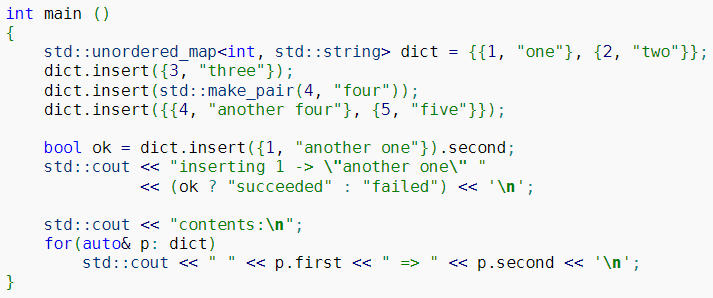 int main ()
{
    std::unordered_map<int, std::string> dict = {{1, "one"}, {2, "two"}};
    dict.insert({3, "three"});
    dict.insert(std::make_pair(4, "four"));
    dict.insert({{4, "another four"}, {5, "five"}});

    bool ok = dict.insert({1, "another one"}).second;
    std::cout << "inserting 1 -> \"another one\" "
              << (ok ? "succeeded" : "failed") << '\n';

    std::cout << "contents:\n";
    for(auto& p: dict)
        std::cout << " " << p.first << " => " << p.second << '\n';
}